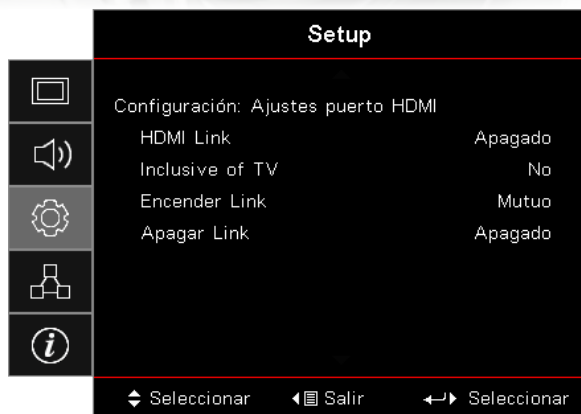 Setup
Configuración: Ajustes puerto HDMI
HDMI Link Apagado
Inclusive of TV No
Encender Link Mutuo
Apagar Link Apagado
Seleccionar Salir Seleccionar